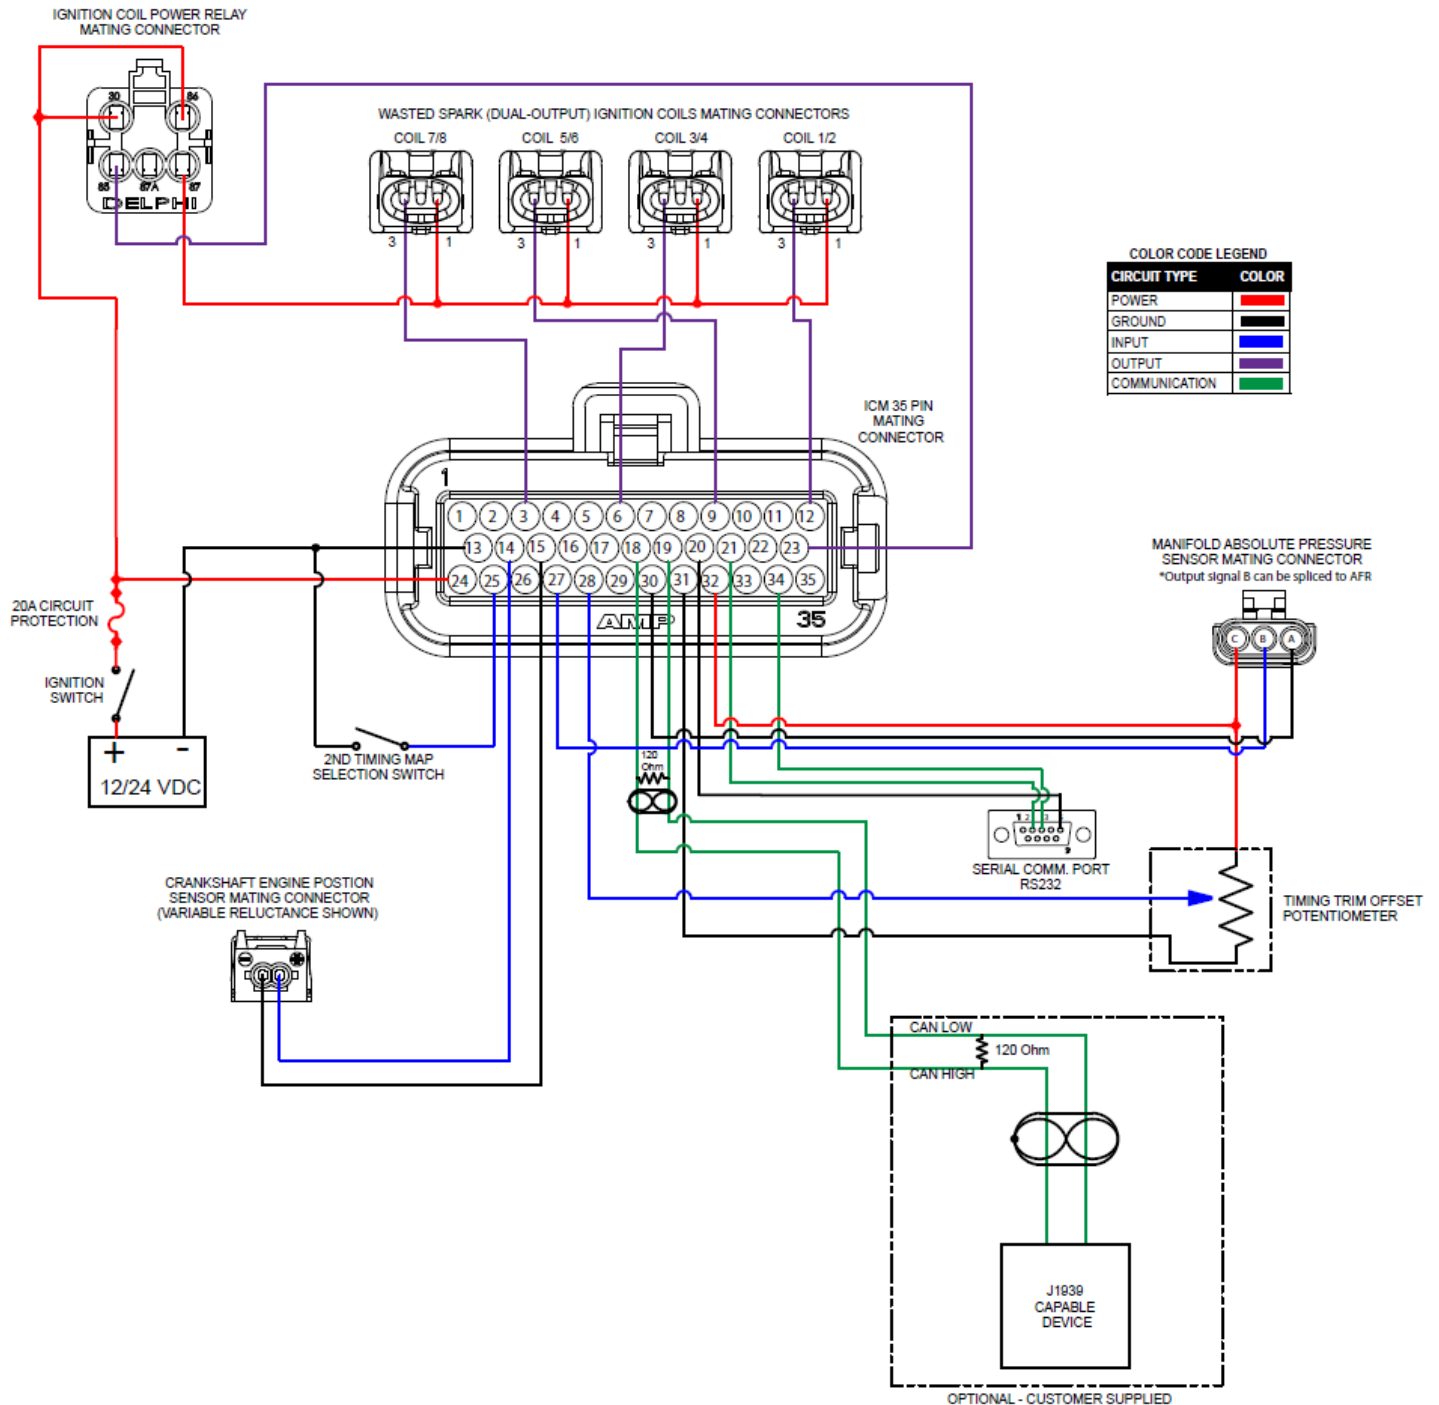 IGNITION COIL POWER RELAY
MATING CONNECTOR
30
86
85
87A
87
DELPHI
WASTED SPARK (DUAL-OUTPUT) IGNITION COILS MATING CONNECTORS
COIL 7/8
COIL 5/6
COIL 3/4
COIL 1/2
3 1
3 1
3 1
3 1
COLOR CODE LEGEND
CIRCUIT TYPE COLOR
POWER
GROUND
INPUT
OUTPUT
COMMUNICATION
ICM 35 PIN
MATING
CONNECTOR
1
1 2 3 4 5 6 7 8 9 10 11 12
13 14 15 16 17 18 19 20 21 22 23
24 25 26 27 28 29 30 31 32 33 34 35
AMP
35
MANIFOLD ABSOLUTE PRESSURE
SENSOR MATING CONNECTOR
*Output signal B can be spliced to AFR
C B A
20A CIRCUIT
PROTECTION
IGNITION
SWITCH
+ -
12/24 VDC
2ND TIMING MAP
SELECTION SWITCH
120
Ohm
1 2 3
9
SERIAL COMM. PORT
RS232
CRANKSHAFT ENGINE POSTION
SENSOR MATING CONNECTOR
(VARIABLE RELUCTANCE SHOWN)
TIMING TRIM OFFSET
POTENTIOMETER
CAN LOW
120 Ohm
CAN HIGH
J1939
CAPABLE
DEVICE
OPTIONAL - CUSTOMER SUPPLIED